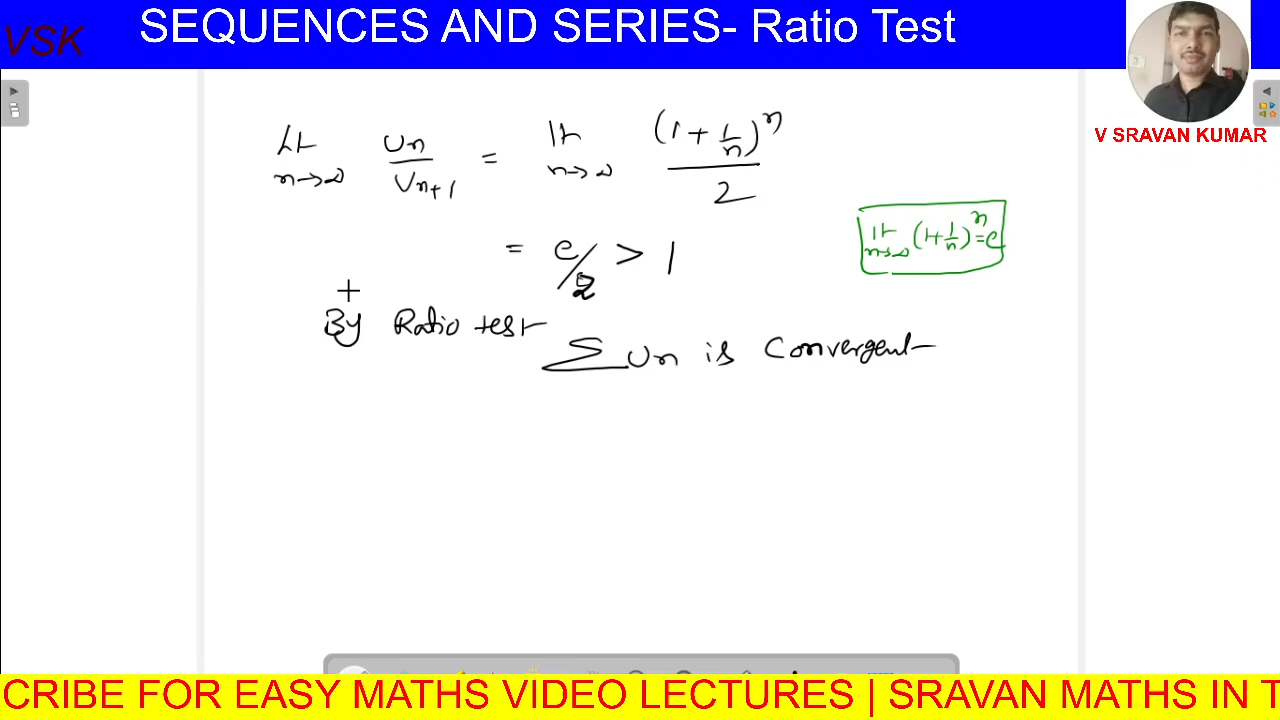 VSK
SEQUENCES AND SERIES- Ratio Test
V SRAVAN KUMAR
Lt n→∞ Un/Un+1 = lt n→∞ (1+1/n)^n/2
lt n→∞ (1+1/n)^n = e
= e/2 > 1
By Ratio test
ΣUn is Convergent
CRIBE FOR EASY MATHS VIDEO LECTURES | SRAVAN MATHS IN T